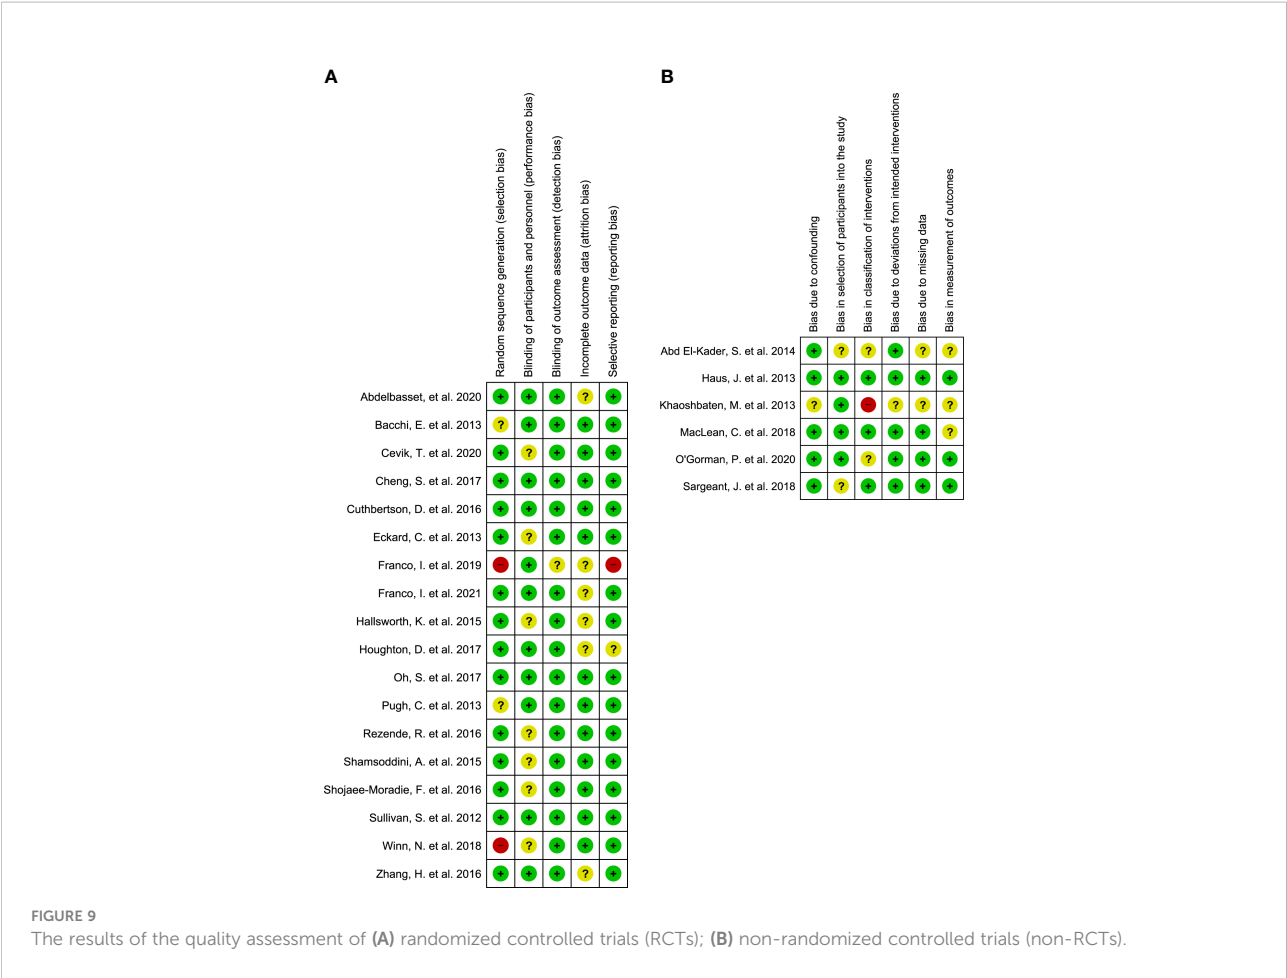 A
B
Random sequence generation (selection bias)
Blinding of participants and personnel (performance bias)
Blinding of outcome assessment (detection bias)
Incomplete outcome data (attrition bias)
Selective reporting (reporting bias)
Bias due to confounding
Bias in selection of participants into the study
Bias in classification of interventions
Bias due to deviations from intended interventions
Bias due to missing data
Bias in measurement of outcomes
Abdelbasset, et al. 2020 + + + ? +
Bacchi, E. et al. 2013 ? + + + +
Cevik, T. et al. 2020 + ? + + +
Cheng, S. et al. 2017 + + + + +
Cuthbertson, D. et al. 2016 + + + + +
Eckard, C. et al. 2013 + ? + + +
Franco, I. et al. 2019 - + ? ? -
Franco, I. et al. 2021 + + + ? +
Hallsworth, K. et al. 2015 + ? + ? +
Houghton, D. et al. 2017 + + + ? ?
Oh, S. et al. 2017 + + + + +
Pugh, C. et al. 2013 ? + + + +
Rezende, R. et al. 2016 + ? + + +
Shamsoddini, A. et al. 2015 + ? + + +
Shojaee-Moradie, F. et al. 2016 + ? + + +
Sullivan, S. et al. 2012 + + + + +
Winn, N. et al. 2018 - ? + + +
Zhang, H. et al. 2016 + + + ? +
Abd El-Kader, S. et al. 2014 + ? ? + ? ?
Haus, J. et al. 2013 + + + + + +
Khaoshbaten, M. et al. 2013 ? + - ? ? ?
MacLean, C. et al. 2018 + + + + + ?
O'Gorman, P. et al. 2020 + + ? + + +
Sargeant, J. et al. 2018 + ? + + + +
FIGURE 9
The results of the quality assessment of (A) randomized controlled trials (RCTs); (B) non-randomized controlled trials (non-RCTs).